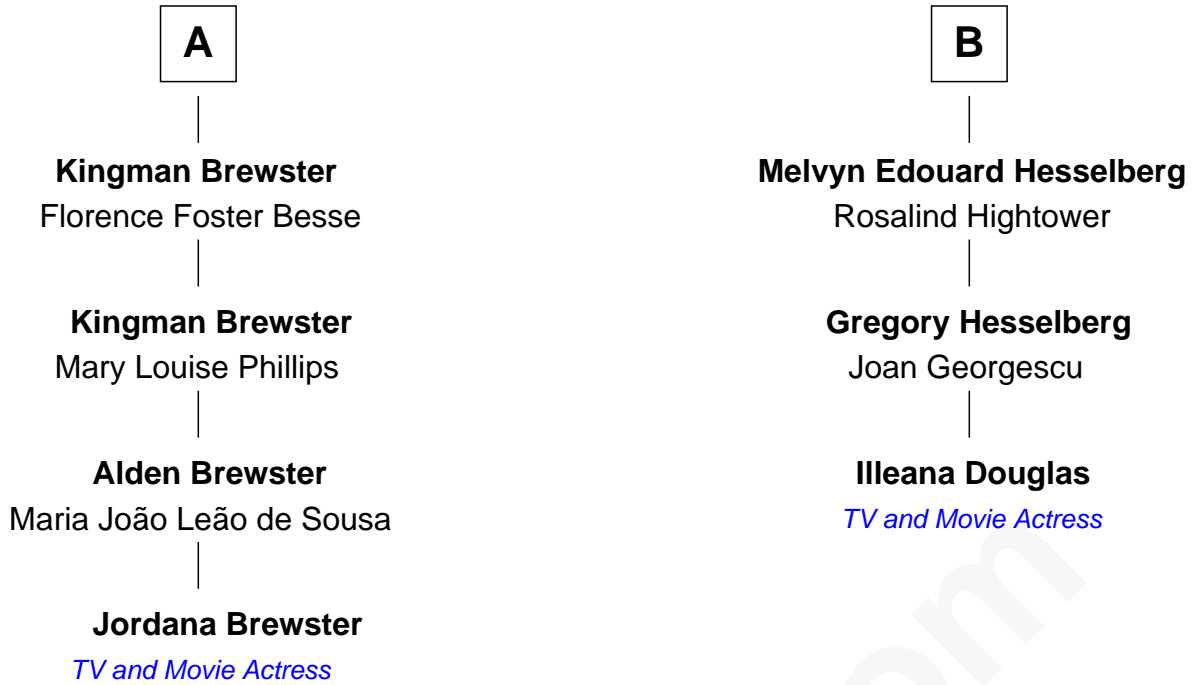 A
Kingman Brewster
Florence Foster Besse
Kingman Brewster
Mary Louise Phillips
Alden Brewster
Maria João Leão de Sousa
Jordana Brewster
TV and Movie Actress
B
Melvyn Edouard Hesselberg
Rosalind Hightower
Gregory Hesselberg
Joan Georgescu
Illeana Douglas
TV and Movie Actress
om